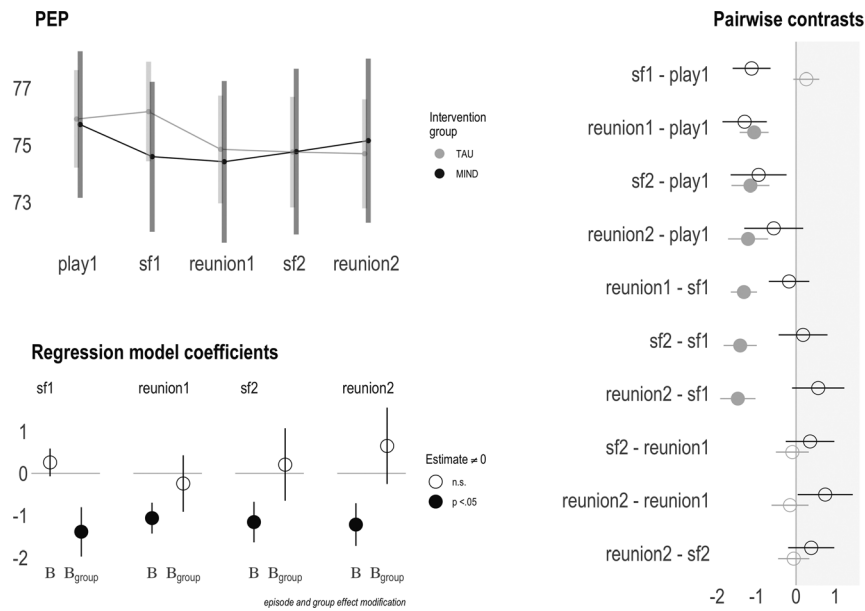 PEP
77
75
73
play1 sf1 reunion1 sf2 reunion2
Intervention
group
TAU
MIND
Regression model coefficients
sf1 reunion1 sf2 reunion2
1
0
-1
-2
B Bgroup B Bgroup B Bgroup B Bgroup
episode and group effect modification
Estimate ≠ 0
n.s.
p <.05
Pairwise contrasts
sf1 - play1
reunion1 - play1
sf2 - play1
reunion2 - play1
reunion1 - sf1
sf2 - sf1
reunion2 - sf1
sf2 - reunion1
reunion2 - reunion1
reunion2 - sf2
-2 -1 0 1